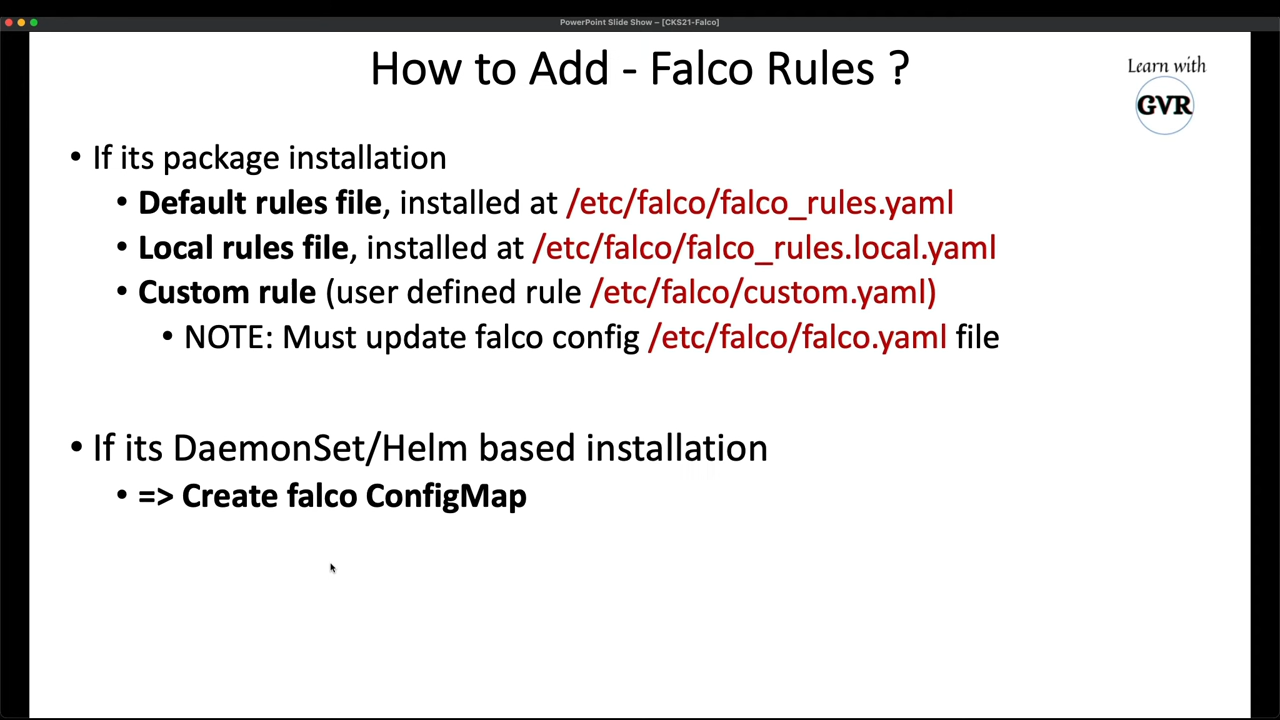 PowerPoint Slide Show – [CKS21-Falco]
How to Add - Falco Rules ?
Learn with
GVR
• If its package installation
• Default rules file, installed at /etc/falco/falco_rules.yaml
• Local rules file, installed at /etc/falco/falco_rules.local.yaml
• Custom rule (user defined rule /etc/falco/custom.yaml)
• NOTE: Must update falco config /etc/falco/falco.yaml file
• If its DaemonSet/Helm based installation
• => Create falco ConfigMap